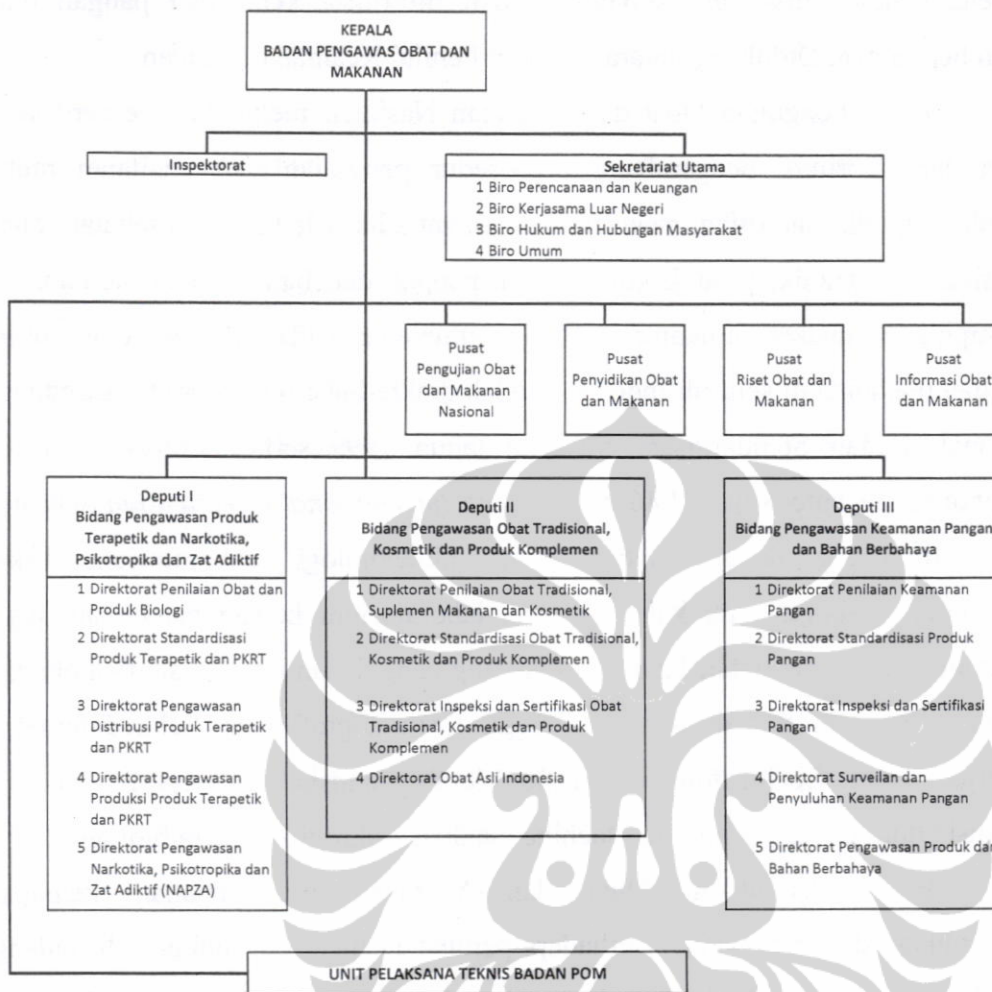 KEPALA
BADAN PENGAWAS OBAT DAN
MAKANAN
Inspektorat
Sekretariat Utama
1 Biro Perencanaan dan Keuangan
2 Biro Kerjasama Luar Negeri
3 Biro Hukum dan Hubungan Masyarakat
4 Biro Umum
Pusat
Pengujian Obat
dan Makanan
Nasional
Pusat
Penyidikan Obat
dan Makanan
Pusat
Riset Obat dan
Makanan
Pusat
Informasi Obat
dan Makanan
Deputi I
Bidang Pengawasan Produk
Terapetik dan Narkotika,
Psikotropika dan Zat Adiktif
1 Direktorat Penilaian Obat dan
Produk Biologi
2 Direktorat Standardisasi
Produk Terapetik dan PKRT
3 Direktorat Pengawasan
Distribusi Produk Terapetik
dan PKRT
4 Direktorat Pengawasan
Produksi Produk Terapetik
dan PKRT
5 Direktorat Pengawasan
Narkotika, Psikotropika dan
Zat Adiktif (NAPZA)
Deputi II
Bidang Pengawasan Obat Tradisional,
Kosmetik dan Produk Komplemen
1 Direktorat Penilaian Obat Tradisional,
Suplemen Makanan dan Kosmetik
2 Direktorat Standardisasi Obat Tradisional,
Kosmetik dan Produk Komplemen
3 Direktorat Inspeksi dan Sertifikasi Obat
Tradisional, Kosmetik dan Produk
Komplemen
4 Direktorat Obat Asli Indonesia
Deputi III
Bidang Pengawasan Keamanan Pangan
dan Bahan Berbahaya
1 Direktorat Penilaian Keamanan
Pangan
2 Direktorat Standardisasi Produk
Pangan
3 Direktorat Inspeksi dan Sertifikasi
Pangan
4 Direktorat Surveilan dan
Penyuluhan Keamanan Pangan
5 Direktorat Pengawasan Produk dan
Bahan Berbahaya
UNIT PELAKSANA TEKNIS BADAN POM